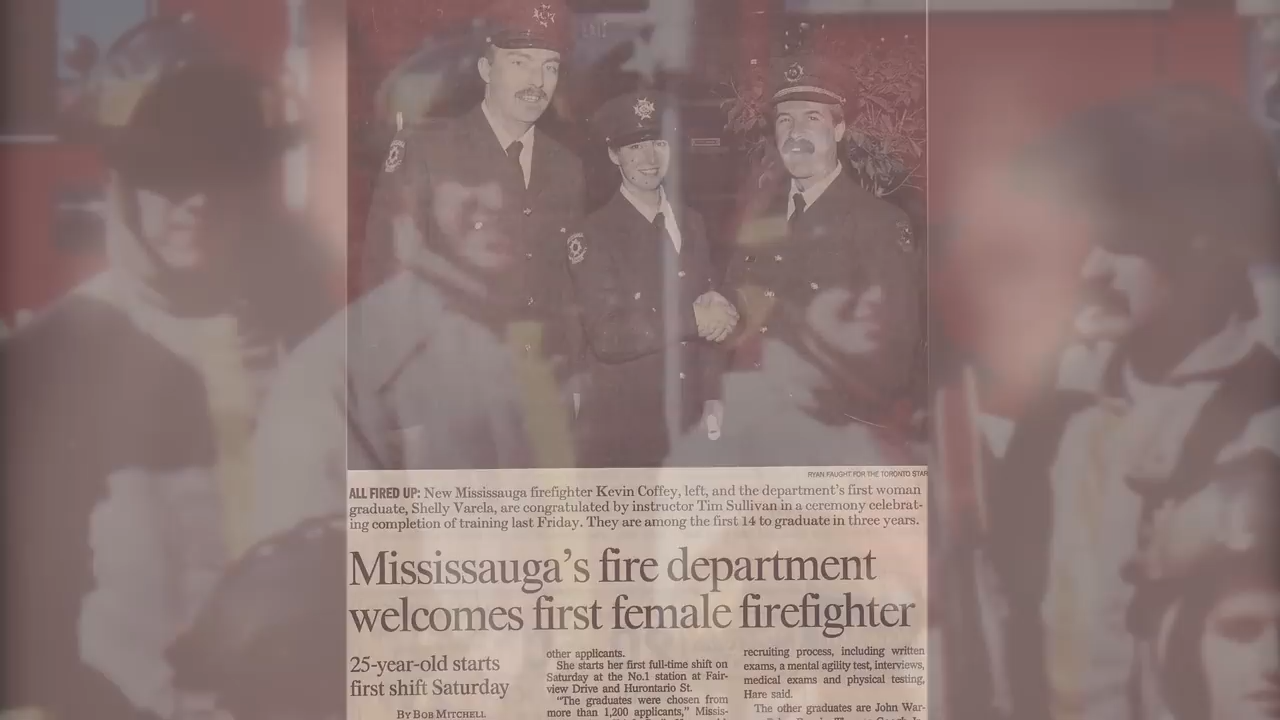 RYAN FAUGHT FOR THE TORONTO STAR
ALL FIRED UP: New Mississauga firefighter Kevin Coffey, left, and the department's first woman
graduate, Shelly Varela, are congratulated by instructor Tim Sullivan in a ceremony celebrat-
ing completion of training last Friday. They are among the first 14 to graduate in three years.
Mississauga's fire department
welcomes first female firefighter
25-year-old starts
first shift Saturday
BY BOB MITCHELL
other applicants.
She starts her first full-time shift on
Saturday at the No.1 station at Fair-
view Drive and Hurontario St.
"The graduates were chosen from
more than 1,200 applicants," Missis-
recruiting process, including written
exams, a mental agility test, interviews,
medical exams and physical testing,
Hare said.
The other graduates are John War-